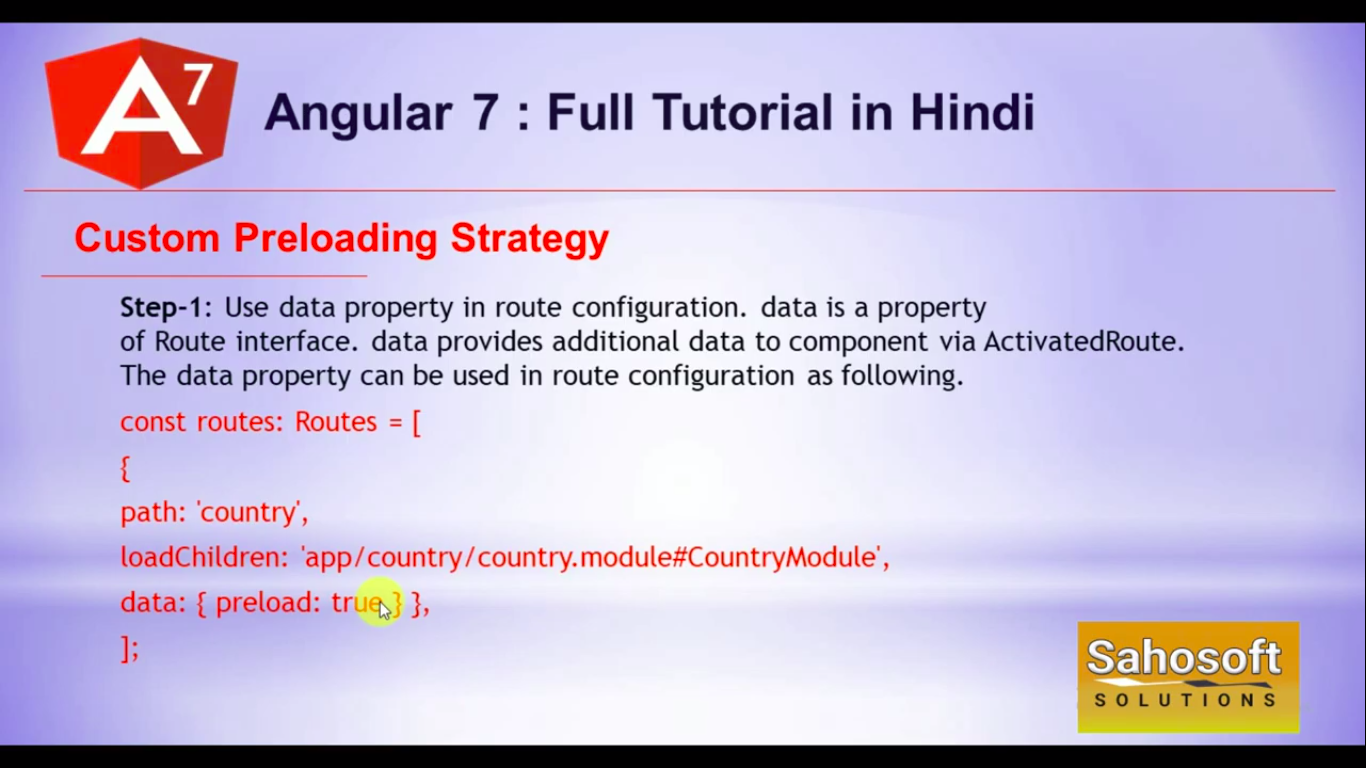 A7
Angular 7 : Full Tutorial in Hindi
Custom Preloading Strategy
Step-1: Use data property in route configuration. data is a property
of Route interface. data provides additional data to component via ActivatedRoute.
The data property can be used in route configuration as following.
const routes: Routes = [
{
path: 'country',
loadChildren: 'app/country/country.module#CountryModule',
data: { preload: true } },
];
Sahosoft
SOLUTIONS